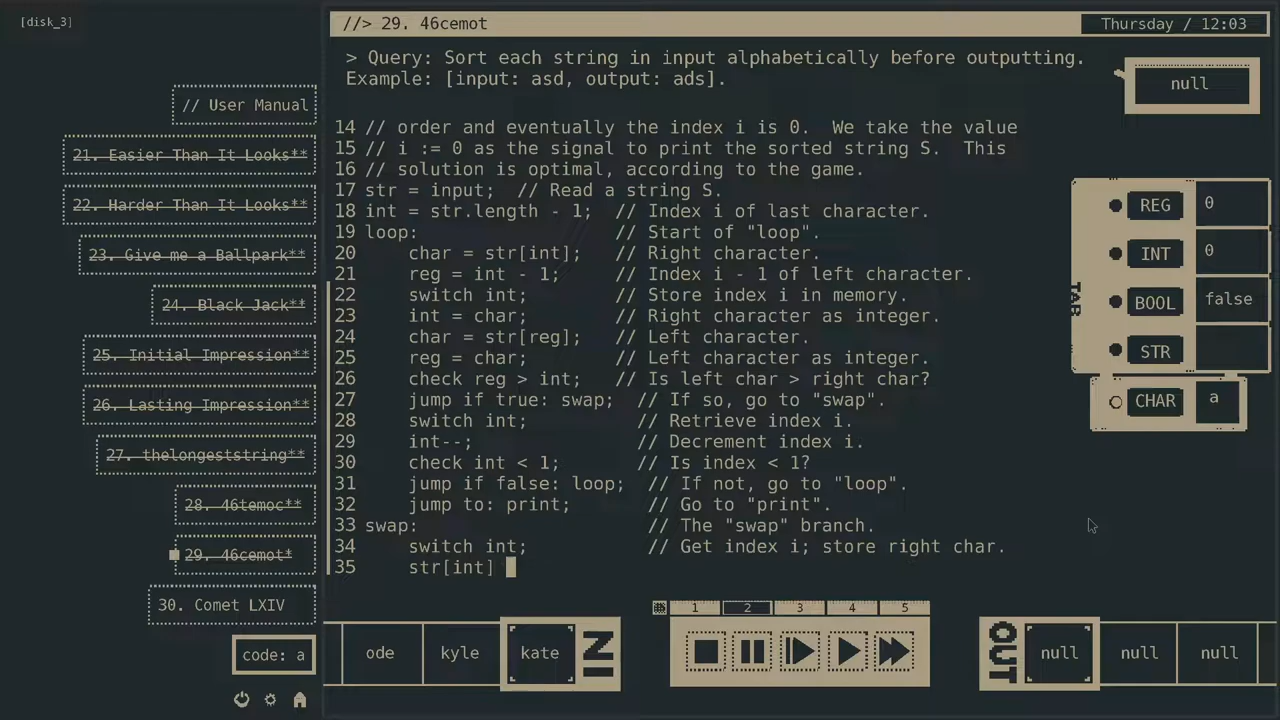 [disk_3]
//> 29. 46cemot
Thursday / 12:03
> Query: Sort each string in input alphabetically before outputting.
Example: [input: asd, output: ads].
null
// User Manual
21. Easier Than It Looks**
22. Harder Than It Looks**
23. Give me a Ballpark**
24. Black Jack**
25. Initial Impression**
26. Lasting Impression**
27. thelongeststring**
28. 46temoc**
29. 46cemot*
30. Comet LXIV
code: a
14 // order and eventually the index i is 0.  We take the value
15 // i := 0 as the signal to print the sorted string S.  This
16 // solution is optimal, according to the game.
17 str = input;  // Read a string S.
18 int = str.length - 1;  // Index i of last character.
19 loop:                  // Start of "loop".
20     char = str[int];   // Right character.
21     reg = int - 1;     // Index i - 1 of left character.
22     switch int;        // Store index i in memory.
23     int = char;        // Right character as integer.
24     char = str[reg];   // Left character.
25     reg = char;        // Left character as integer.
26     check reg > int;   // Is left char > right char?
27     jump if true: swap;  // If so, go to "swap".
28     switch int;          // Retrieve index i.
29     int--;               // Decrement index i.
30     check int < 1;       // Is index < 1?
31     jump if false: loop;  // If not, go to "loop".
32     jump to: print;       // Go to "print".
33 swap:                     // The "swap" branch.
34     switch int;           // Get index i; store right char.
35     str[int]
TAB
REG 0
INT 0
BOOL false
STR
CHAR a
ode kyle kate IN
1 2 3 4 5
OUT null null null